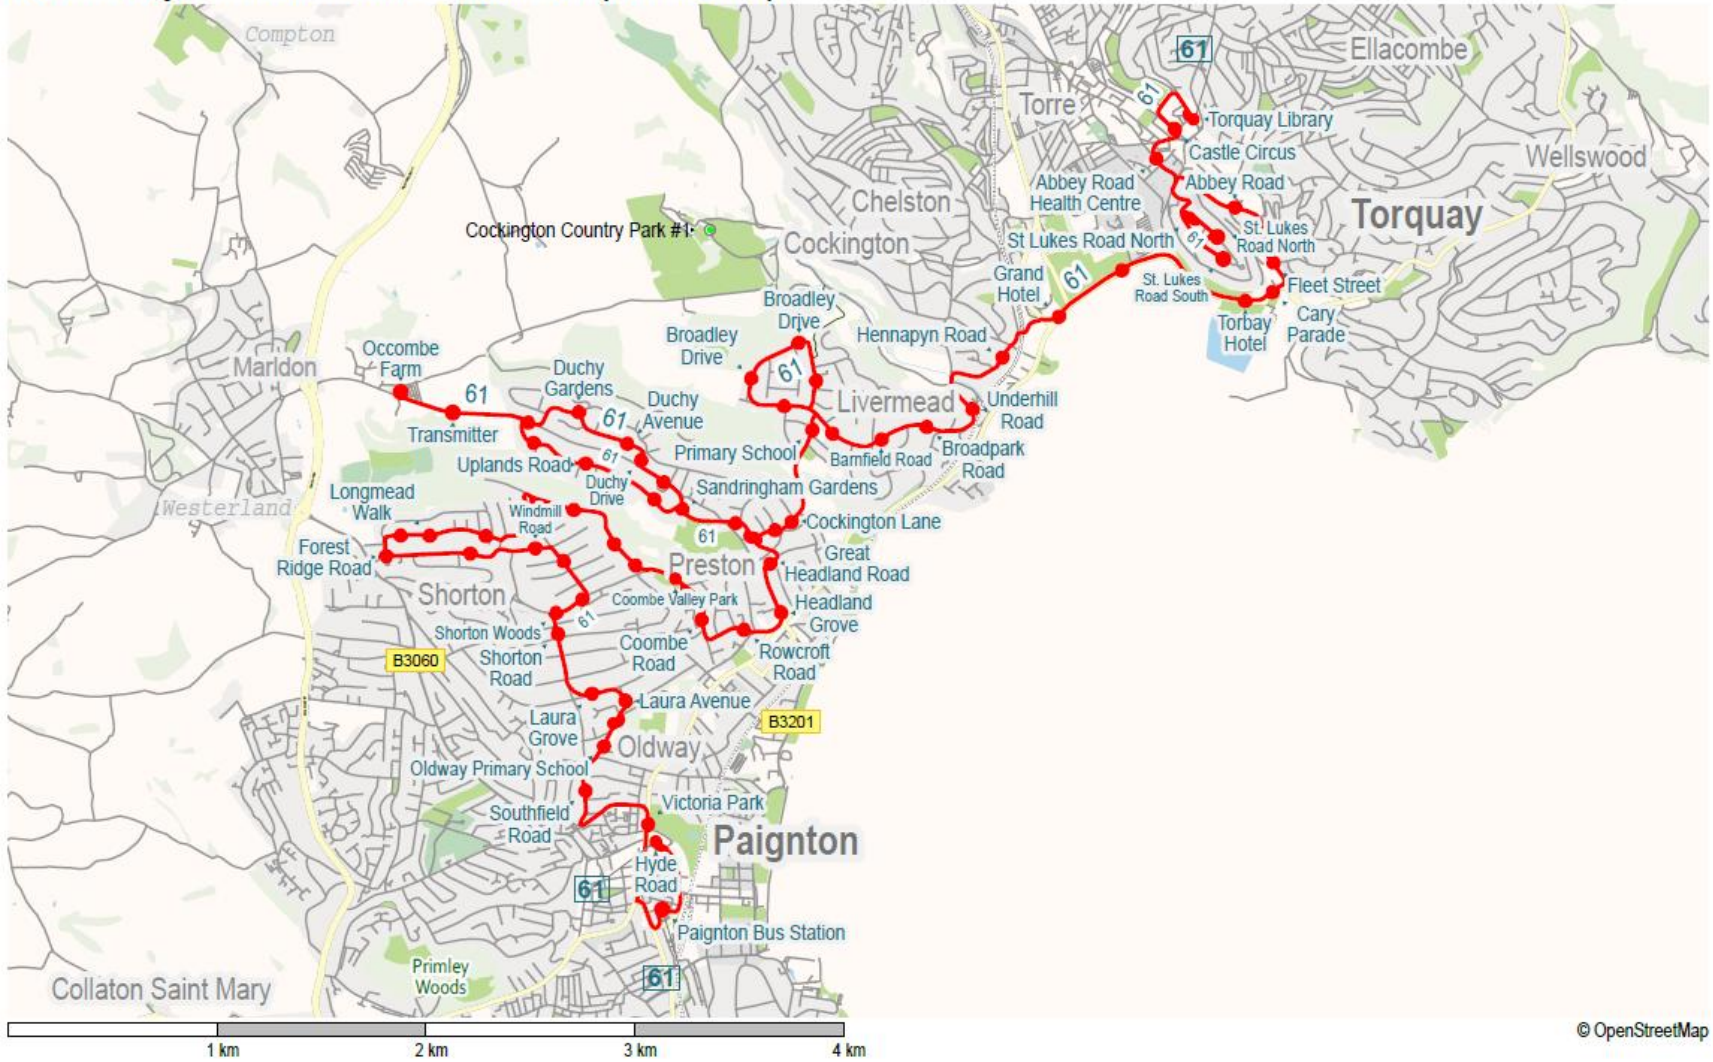 Compton
61
Ellacombe
Torre
61
Torquay Library
Castle Circus
Wellswood
Abbey Road
Health Centre
Abbey Road
Chelston
Torquay
Cockington Country Park #1
Cockington
St Lukes Road North
61
St. Lukes
Road North
Grand
Hotel
61
St. Lukes
Road South
Fleet Street
Broadley
Drive
Torbay
Hotel
Cary
Parade
Broadley
Drive
Hennapyn Road
Occombe
Farm
Marldon
Duchy
Gardens
61
61
Livermead
Underhill
Road
Duchy
Avenue
61
Transmitter
Primary School
Barnfield Road
Broadpark
Road
61
Uplands Road
Duchy
Drive
Sandringham Gardens
Longmead
Walk
Westerland
Windmill
Road
Cockington Lane
61
Forest
Ridge Road
Preston
Great
Headland Road
Shorton
Coombe Valley Park
Headland
Grove
61
Shorton Woods
Coombe
Road
Rowcroft
Road
B3060
Shorton
Road
Laura Avenue
Laura
Grove
B3201
Oldway
Oldway Primary School
Southfield
Road
Victoria Park
Paignton
Hyde
Road
61
Paignton Bus Station
Primley
Woods
61
Collaton Saint Mary
© OpenStreetMap
1 km
2 km
3 km
4 km